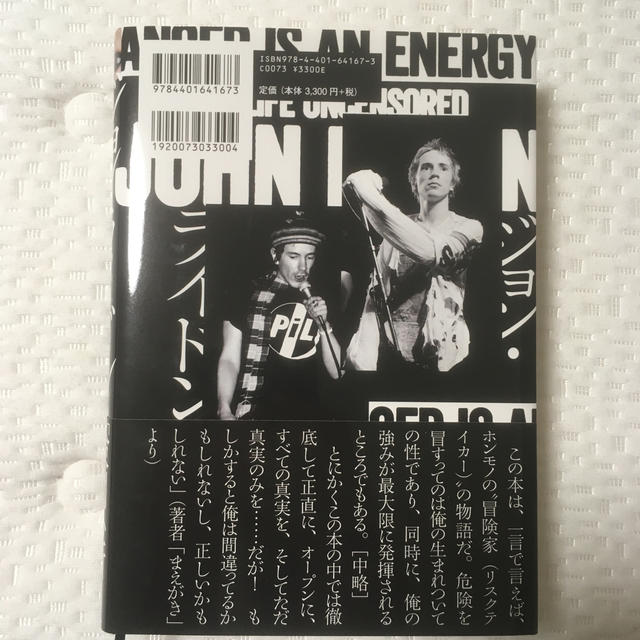 ANGER IS AN ENERGY
ISBN978-4-401-64167-3
C0073 ¥3300E
定価（本体 3,300円+税）
9784401641673
LIFE UNCENSORED
1920073033004
JOHN
N
ジョン・
ライドン
PiL
この本は、一言で言えば、
ホンモノの〝冒険家（リスクテ
イカー）〟の物語だ。危険を
冒すってのは俺の生まれついて
の性であり、同時に、俺の
強みが最大限に発揮される
ところでもある。［中略］
とにかくこの本の中では徹
底して正直に、オープンに、
すべての真実を、そしてただ
真実のみを……だが！　も
しかすると俺は間違ってるか
もしれないし、正しいかも
しれない」（著者「まえがき」
より）